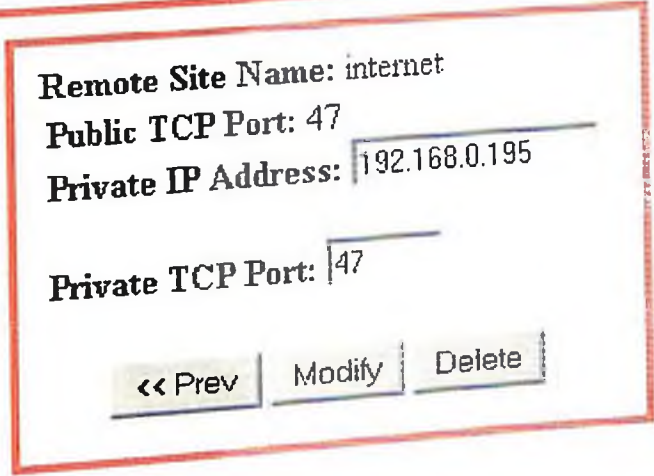 Remote Site Name: internet
Public TCP Port: 47
Private IP Address: 192.168.0.195
Private TCP Port: 47
<< Prev Modify Delete